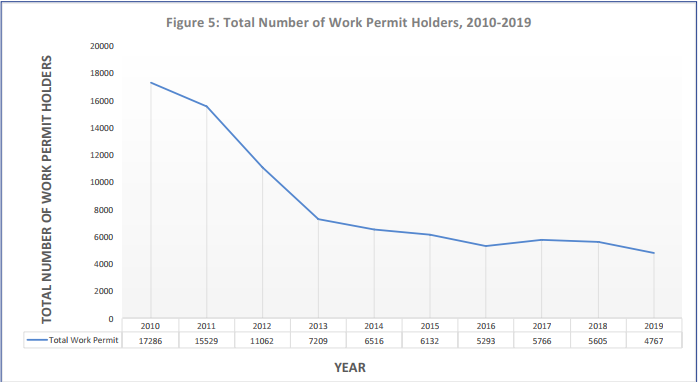 Figure 5: Total Number of Work Permit Holders, 2010-2019
TOTAL NUMBER OF WORK PERMIT HOLDERS
20000
18000
16000
14000
12000
10000
8000
6000
4000
2000
0
2010 2011 2012 2013 2014 2015 2016 2017 2018 2019
Total Work Permit 17286 15529 11062 7209 6516 6132 5293 5766 5605 4767
YEAR